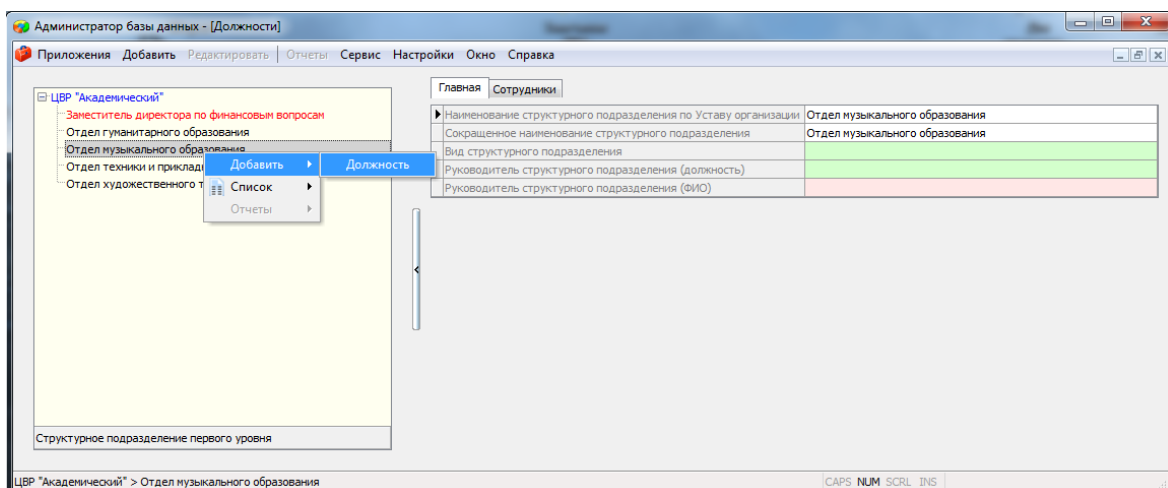 Администратор базы данных - [Должности]
Приложения Добавить Редактировать Отчеты Сервис Настройки Окно Справка
ЦВР "Академический"
Заместитель директора по финансовым вопросам
Отдел гуманитарного образования
Отдел музыкального образования
Отдел техники и
Отдел художественного
Добавить
Список
Отчеты
Должность
Структурное подразделение первого уровня
Главная Сотрудники
Наименование структурного подразделения по Уставу организации Отдел музыкального образования
Сокращенное наименование структурного подразделения Отдел музыкального образования
Вид структурного подразделения
Руководитель структурного подразделения (должность)
Руководитель структурного подразделения (ФИО)
ЦВР "Академический" > Отдел музыкального образования
CAPS NUM SCRL INS